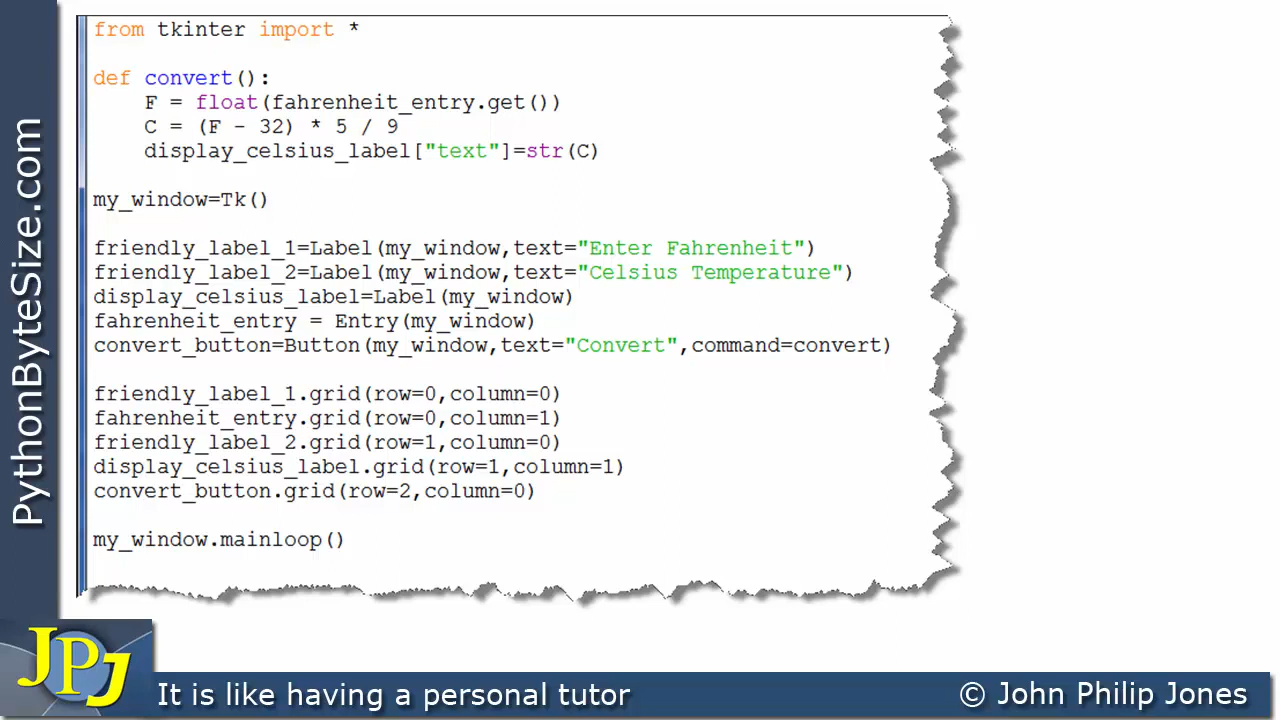 from tkinter import *
def convert():
    F = float(fahrenheit_entry.get())
    C = (F - 32) * 5 / 9
    display_celsius_label["text"]=str(C)
my_window=Tk()
friendly_label_1=Label(my_window,text="Enter Fahrenheit")
friendly_label_2=Label(my_window,text="Celsius Temperature")
display_celsius_label=Label(my_window)
fahrenheit_entry = Entry(my_window)
convert_button=Button(my_window,text="Convert",command=convert)
friendly_label_1.grid(row=0,column=0)
fahrenheit_entry.grid(row=0,column=1)
friendly_label_2.grid(row=1,column=0)
display_celsius_label.grid(row=1,column=1)
convert_button.grid(row=2,column=0)
my_window.mainloop()
PythonByteSize.com
JPJ
It is like having a personal tutor
© John Philip Jones